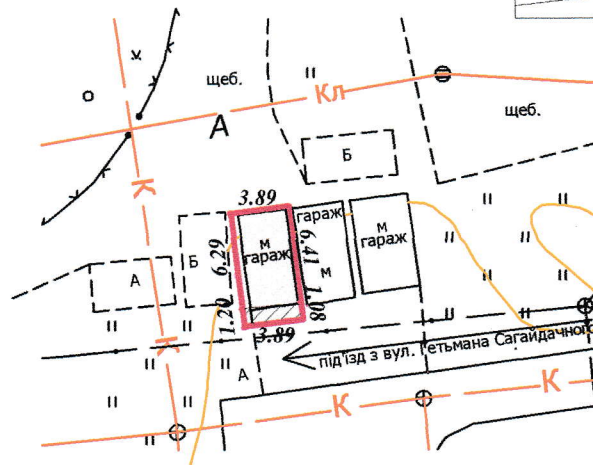 щеб.
Кл
щеб.
А
Б
К
3.89
гараж
м
гараж
м
гараж
6.29
6.41
м
Б
А
1.20
1.08
3.89
К
під'їзд з вул. Гетьмана Сагайдачного
А
К
К